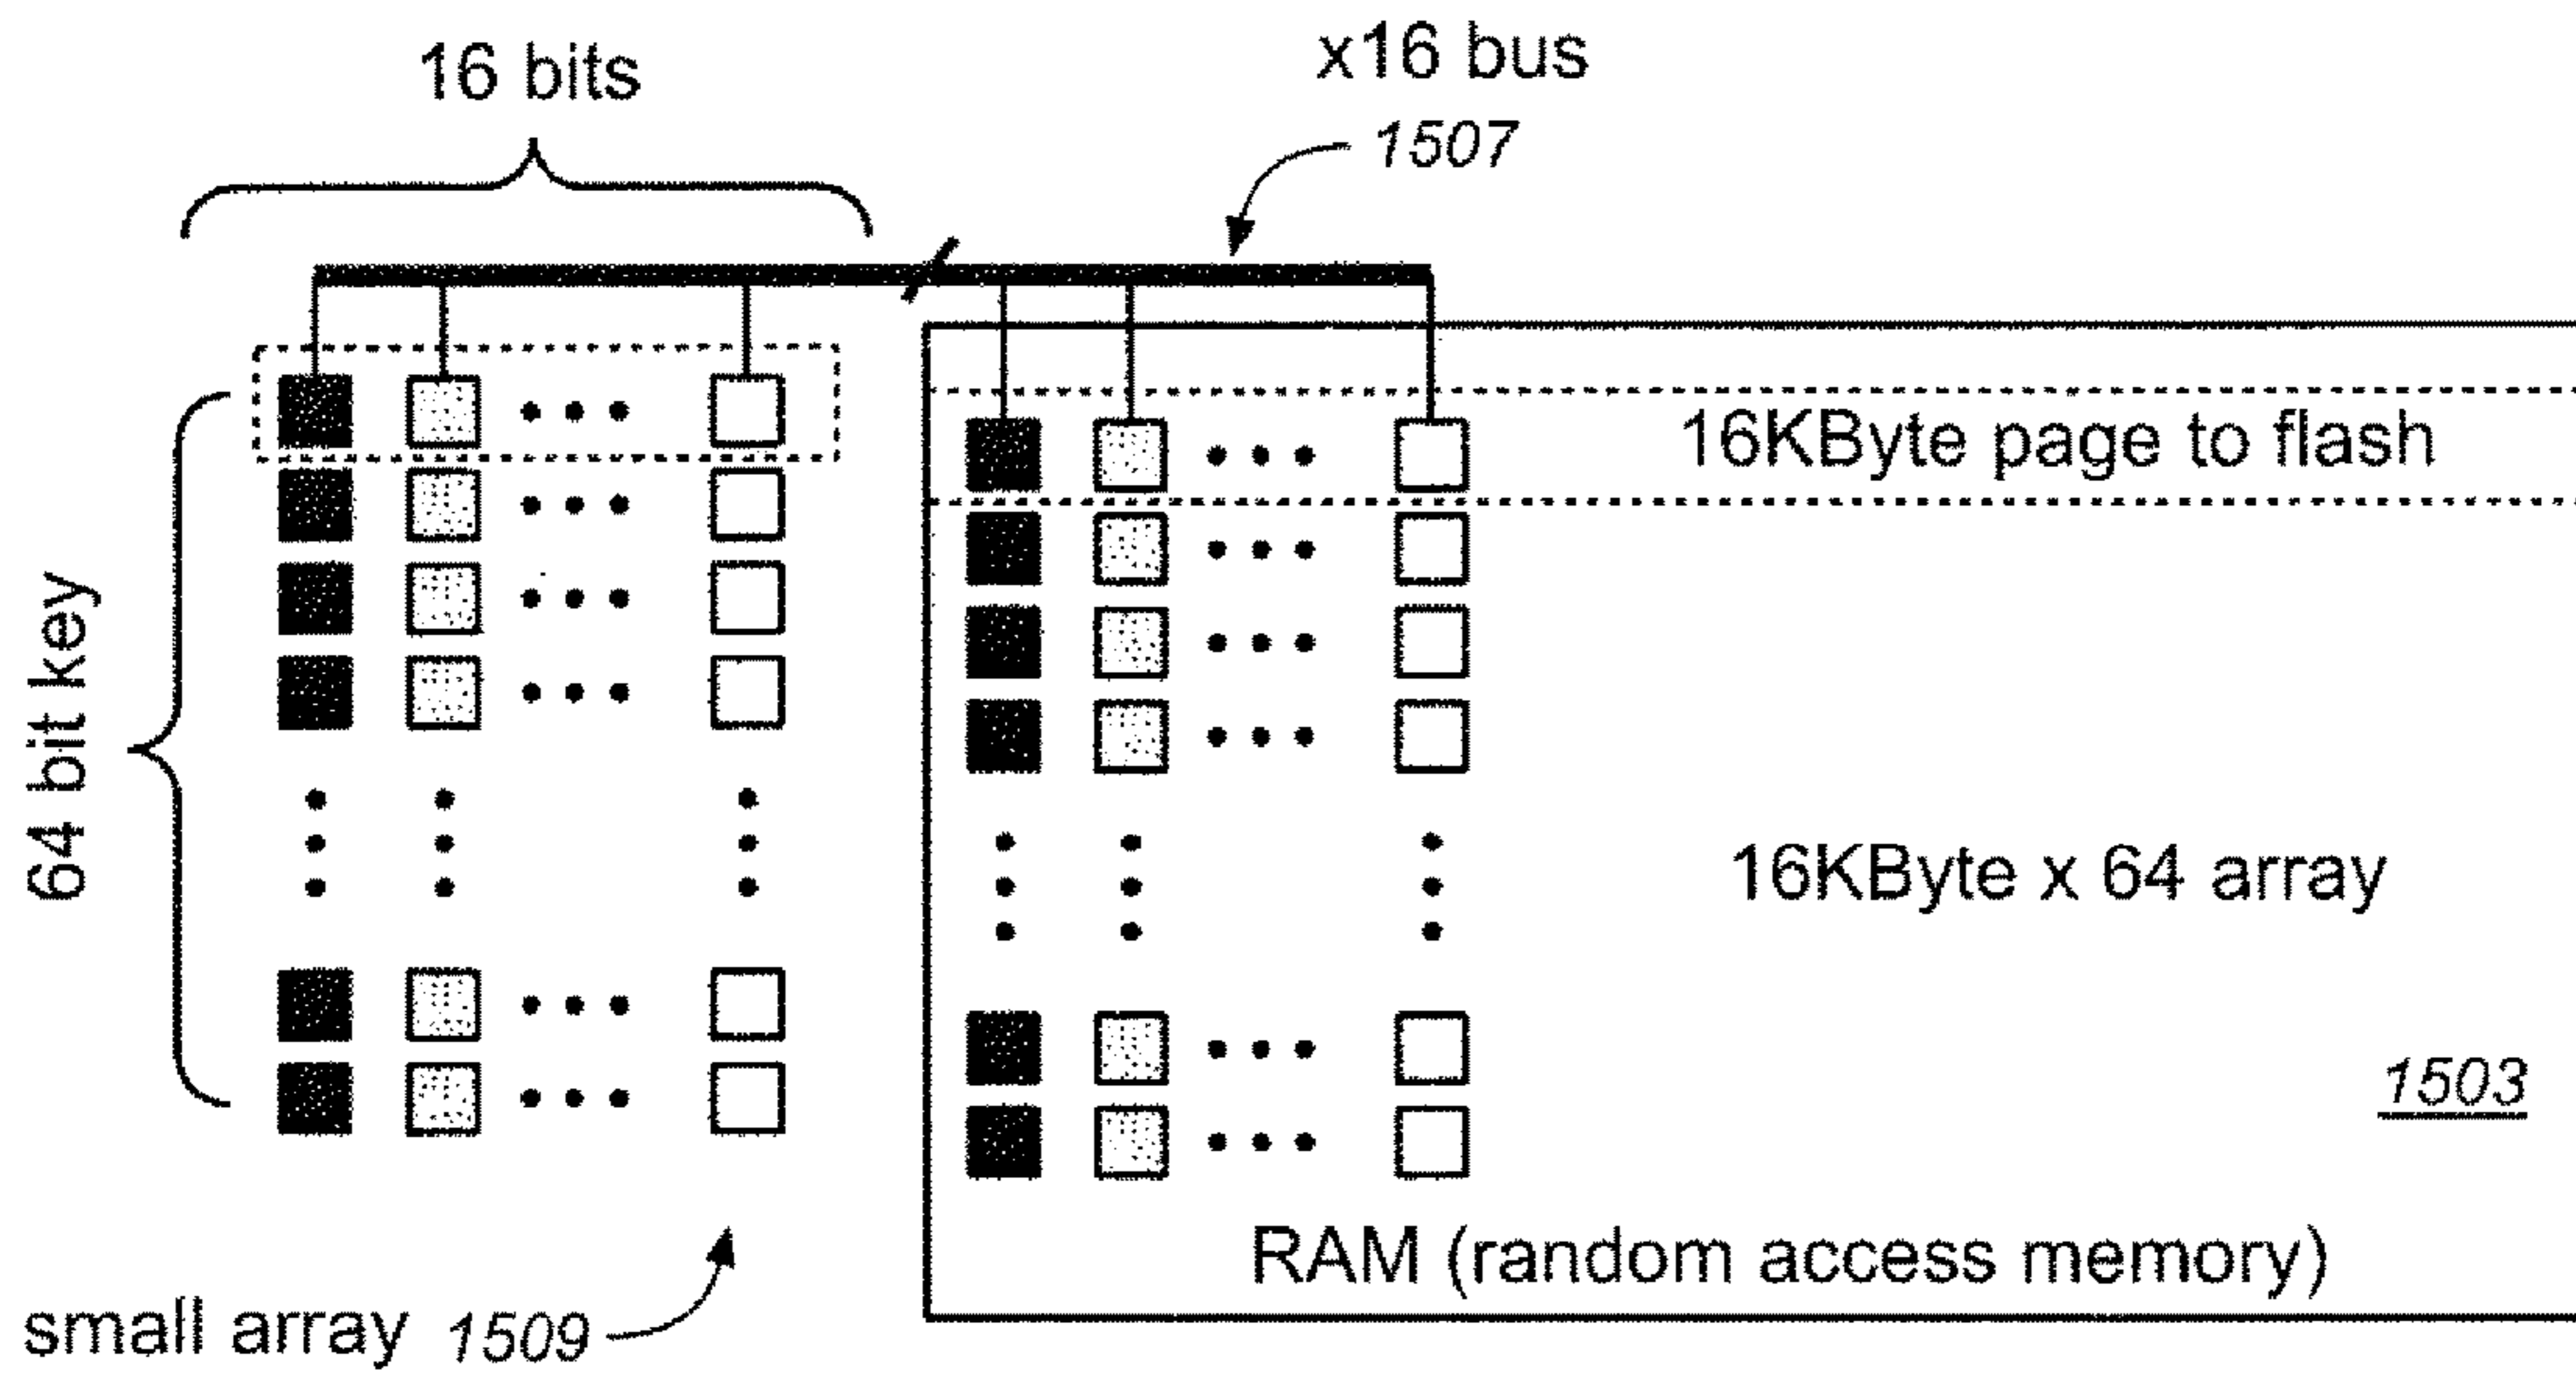 16 bits
x16 bus
1507
64 bit key
16KByte page to flash
16KByte x 64 array
1503
RAM (random access memory)
small array 1509